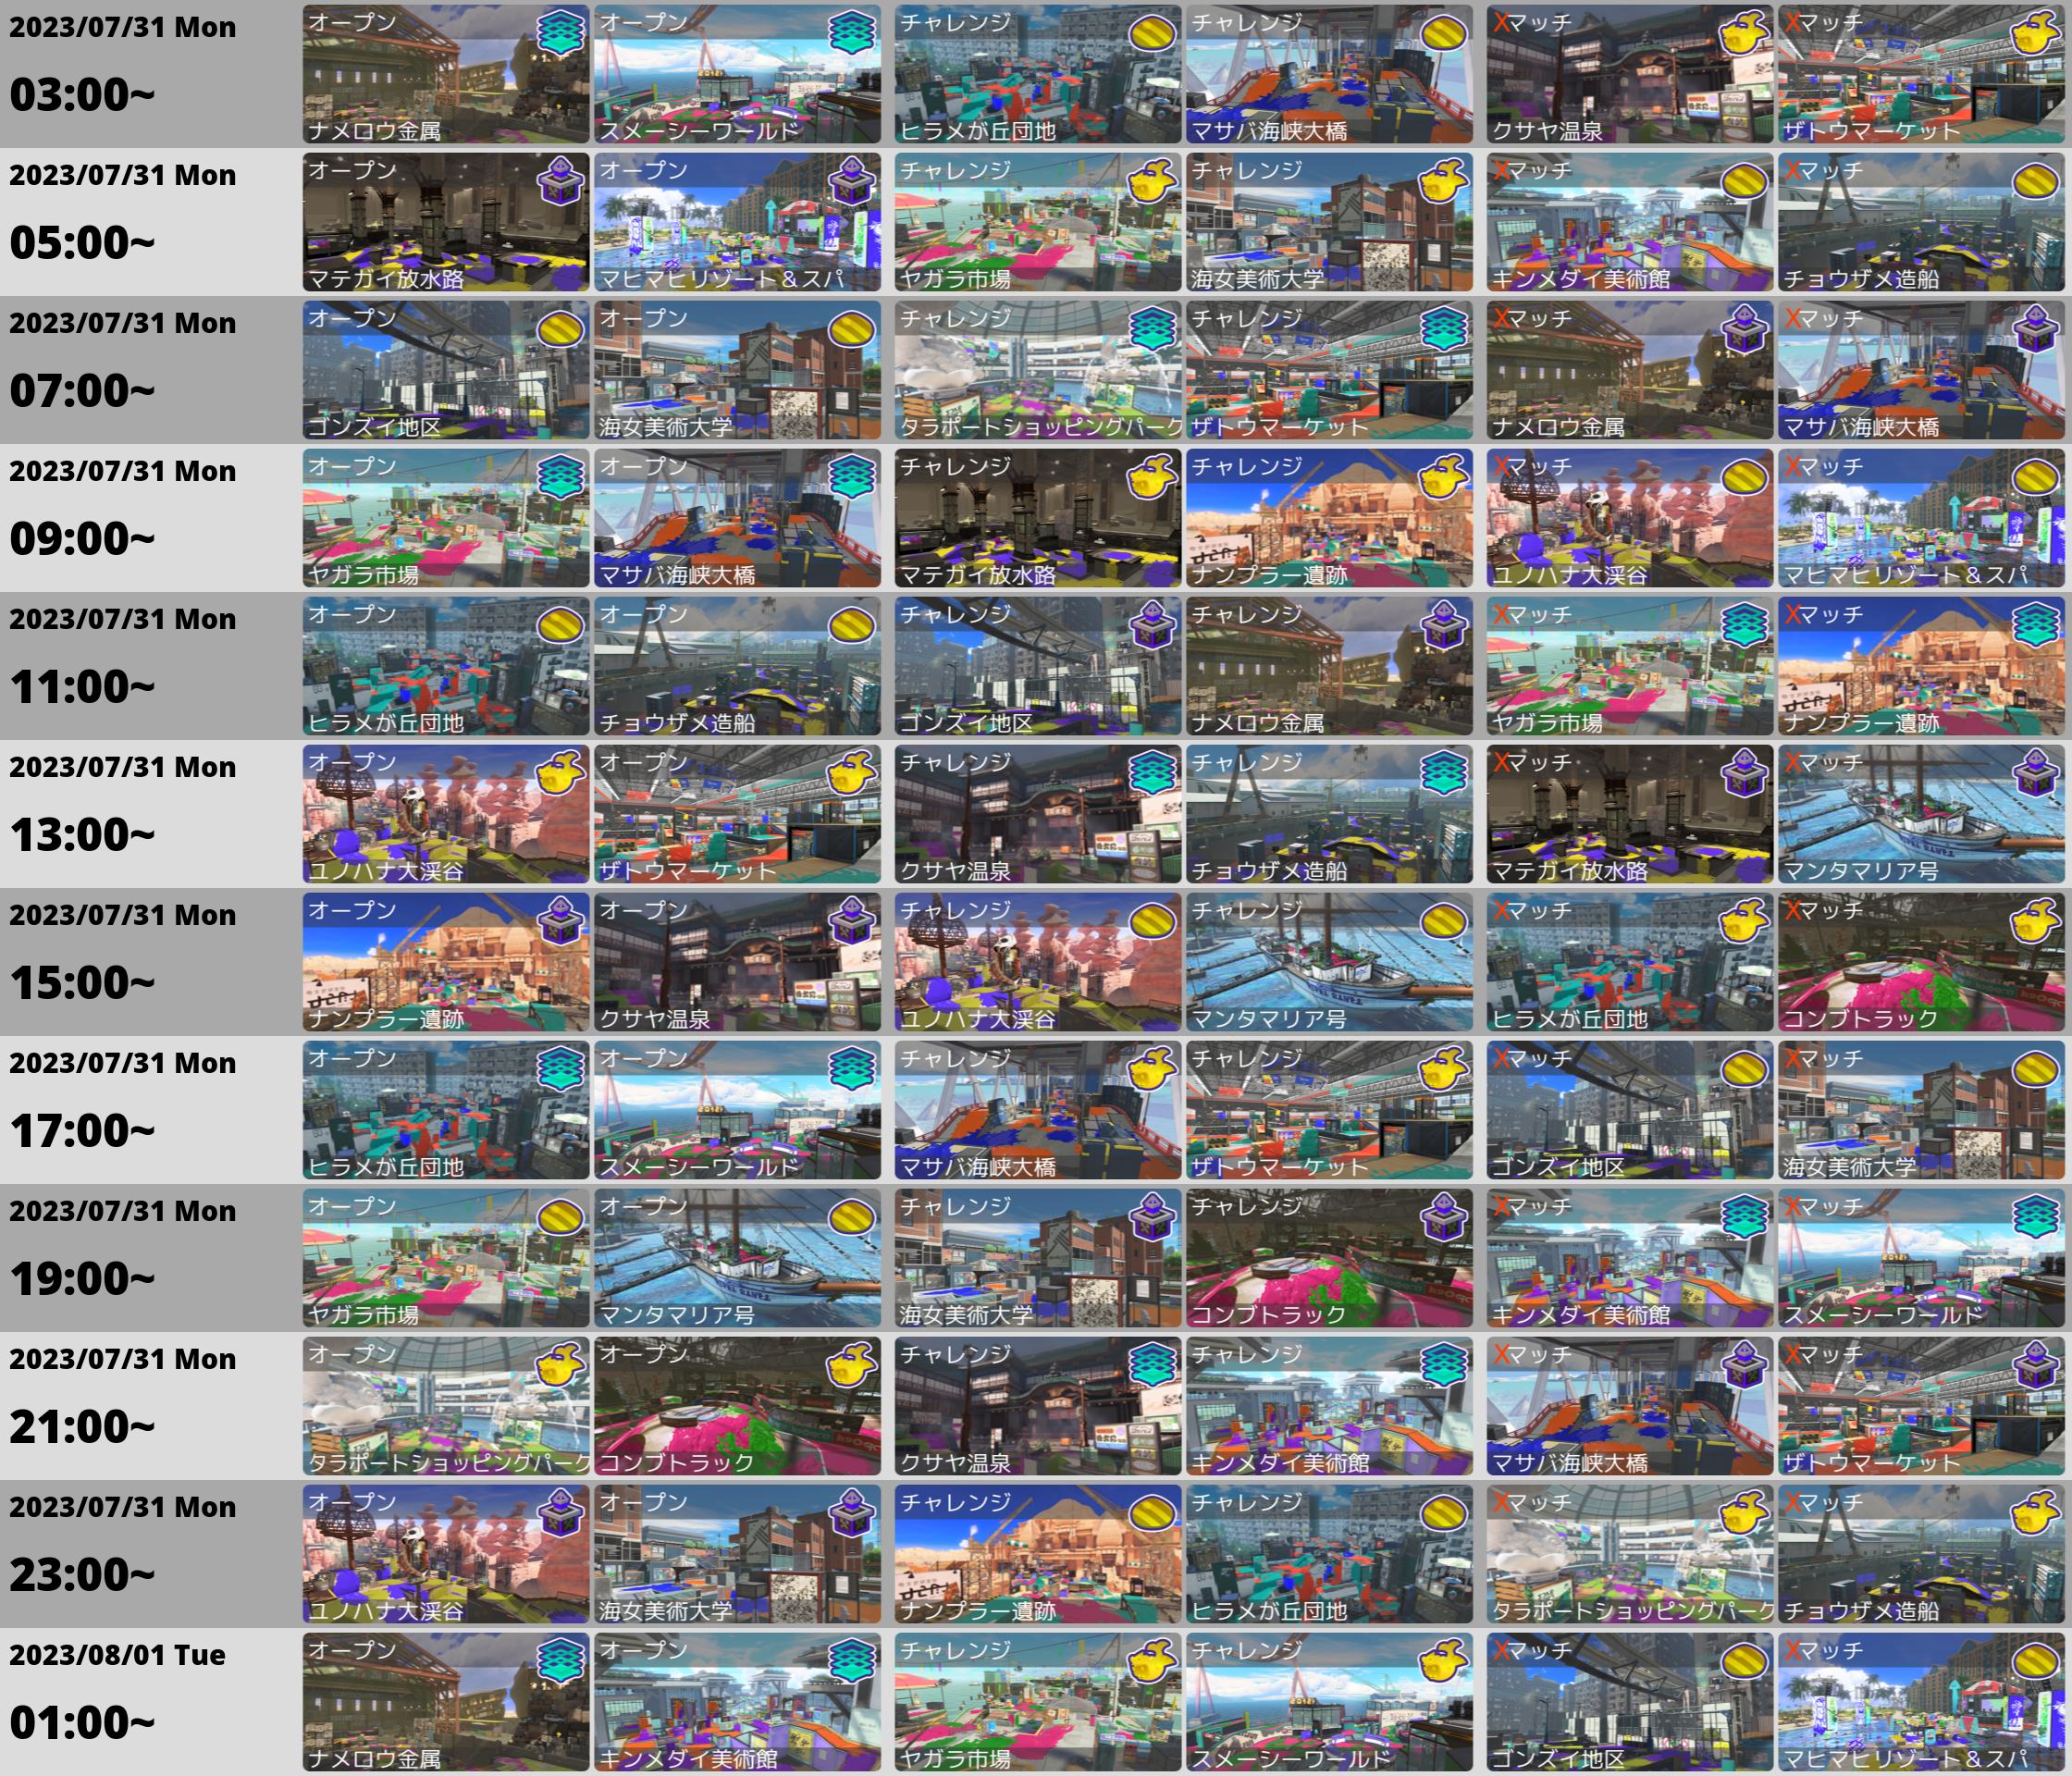 2023/07/31 Mon
03:00~
オープン オープン チャレンジ チャレンジ Xマッチ Xマッチ
ナメロウ金属 スメーシーワールド ヒラメが丘団地 マサバ海峡大橋 クサヤ温泉 ザトウマーケット
2023/07/31 Mon
05:00~
オープン オープン チャレンジ チャレンジ Xマッチ Xマッチ
マテガイ放水路 マヒマヒリゾート&スパ ヤガラ市場 海女美術大学 キンメダイ美術館 チョウザメ造船
2023/07/31 Mon
07:00~
オープン オープン チャレンジ チャレンジ Xマッチ Xマッチ
ゴンズイ地区 海女美術大学 タラポートショッピングパーク ザトウマーケット ナメロウ金属 マサバ海峡大橋
2023/07/31 Mon
09:00~
オープン オープン チャレンジ チャレンジ Xマッチ Xマッチ
ヤガラ市場 マサバ海峡大橋 マテガイ放水路 ナンプラー遺跡 ユノハナ大渓谷 マヒマヒリゾート&スパ
2023/07/31 Mon
11:00~
オープン オープン チャレンジ チャレンジ Xマッチ Xマッチ
ヒラメが丘団地 チョウザメ造船 ゴンズイ地区 ナメロウ金属 ヤガラ市場 ナンプラー遺跡
2023/07/31 Mon
13:00~
オープン オープン チャレンジ チャレンジ Xマッチ Xマッチ
ユノハナ大渓谷 ザトウマーケット クサヤ温泉 チョウザメ造船 マテガイ放水路 マンタマリア号
2023/07/31 Mon
15:00~
オープン オープン チャレンジ チャレンジ Xマッチ Xマッチ
ナンプラー遺跡 クサヤ温泉 ユノハナ大渓谷 マンタマリア号 ヒラメが丘団地 コンブトラック
2023/07/31 Mon
17:00~
オープン オープン チャレンジ チャレンジ Xマッチ Xマッチ
ヒラメが丘団地 スメーシーワールド マサバ海峡大橋 ザトウマーケット ゴンズイ地区 海女美術大学
2023/07/31 Mon
19:00~
オープン オープン チャレンジ チャレンジ Xマッチ Xマッチ
ヤガラ市場 マンタマリア号 海女美術大学 コンブトラック キンメダイ美術館 スメーシーワールド
2023/07/31 Mon
21:00~
オープン オープン チャレンジ チャレンジ Xマッチ Xマッチ
タラポートショッピングパーク コンブトラック クサヤ温泉 キンメダイ美術館 マサバ海峡大橋 ザトウマーケット
2023/07/31 Mon
23:00~
オープン オープン チャレンジ チャレンジ Xマッチ Xマッチ
ユノハナ大渓谷 海女美術大学 ナンプラー遺跡 ヒラメが丘団地 タラポートショッピングパーク チョウザメ造船
2023/08/01 Tue
01:00~
オープン オープン チャレンジ チャレンジ Xマッチ Xマッチ
ナメロウ金属 キンメダイ美術館 ヤガラ市場 スメーシーワールド ゴンズイ地区 マヒマヒリゾート&スパ